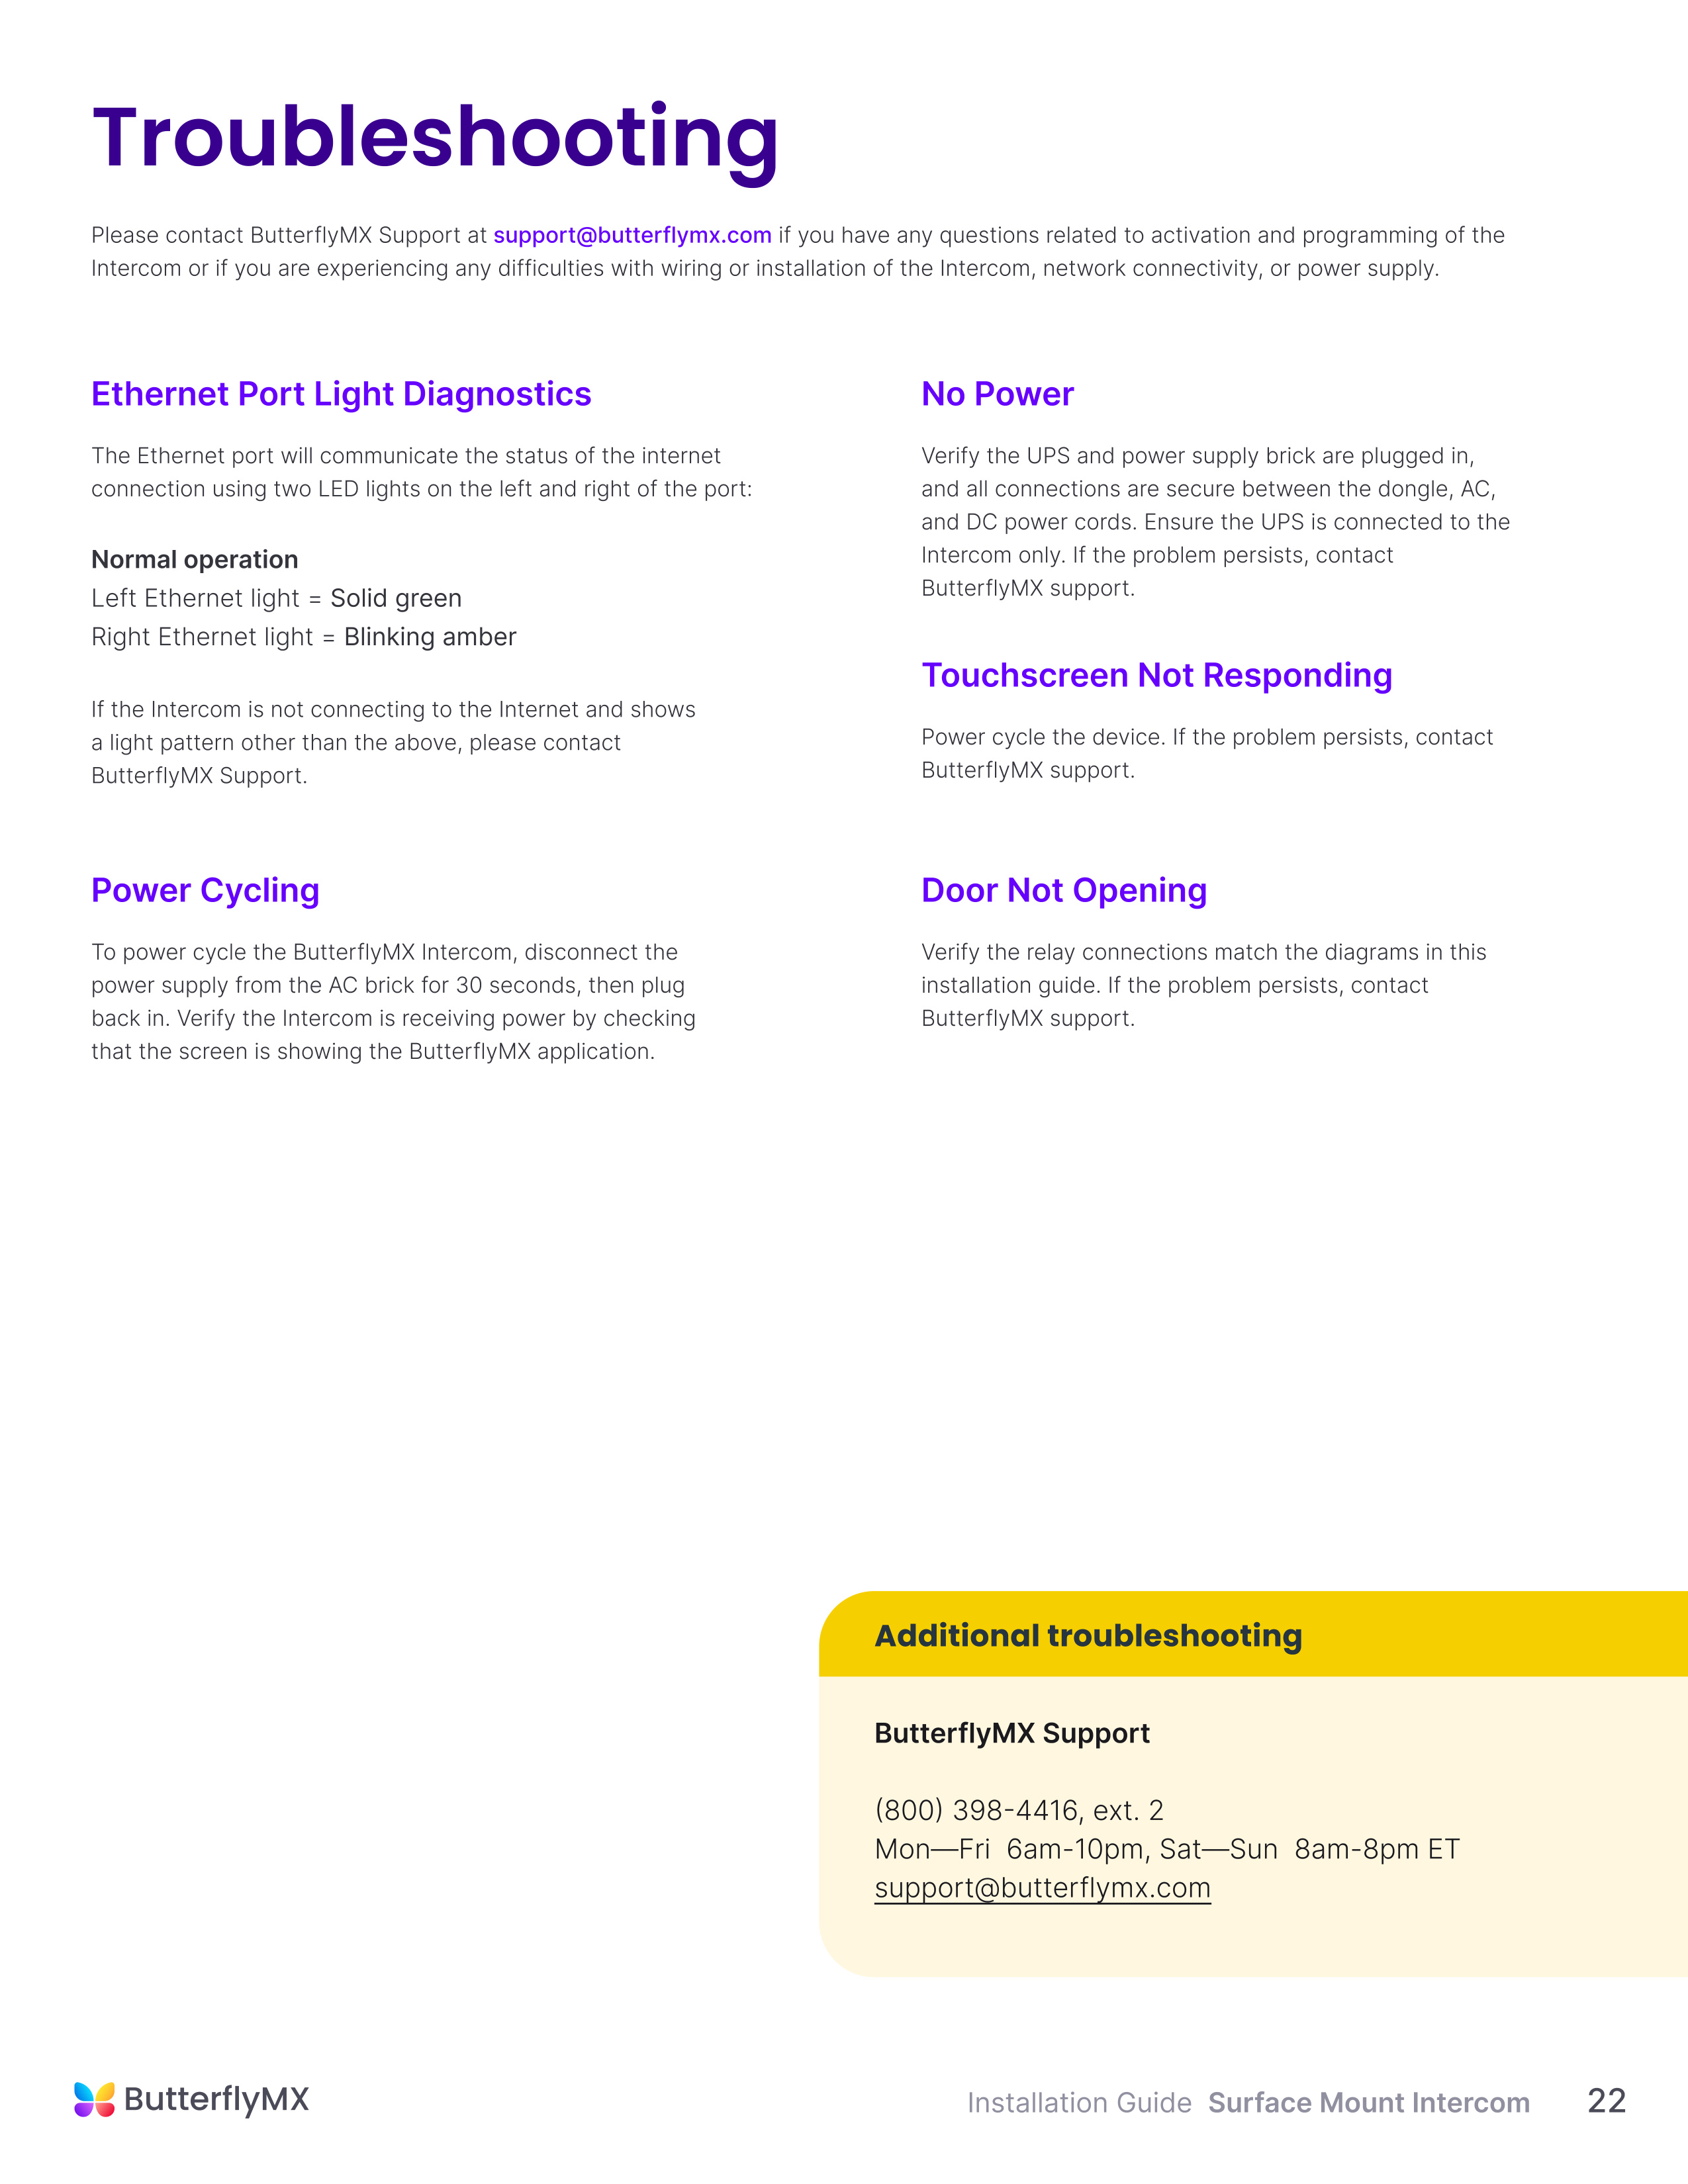 Troubleshooting
Please contact ButterflyMX Support at support@butterflymx.com if you have any questions related to activation and programming of the
Intercom or if you are experiencing any difficulties with wiring or installation of the Intercom, network connectivity, or power supply.
Ethernet Port Light Diagnostics
The Ethernet port will communicate the status of the internet
connection using two LED lights on the left and right of the port:
Normal operation
Left Ethernet light = Solid green
Right Ethernet light = Blinking amber
If the Intercom is not connecting to the Internet and shows
a light pattern other than the above, please contact
ButterflyMX Support.
Power Cycling
To power cycle the ButterflyMX Intercom, disconnect the
power supply from the AC brick for 30 seconds, then plug
back in. Verify the Intercom is receiving power by checking
that the screen is showing the ButterflyMX application.
No Power
Verify the UPS and power supply brick are plugged in,
and all connections are secure between the dongle, AC,
and DC power cords. Ensure the UPS is connected to the
Intercom only. If the problem persists, contact
ButterflyMX support.
Touchscreen Not Responding
Power cycle the device. If the problem persists, contact
ButterflyMX support.
Door Not Opening
Verify the relay connections match the diagrams in this
installation guide. If the problem persists, contact
ButterflyMX support.
Additional troubleshooting
ButterflyMX Support
(800) 398-4416, ext. 2
Mon—Fri  6am-10pm, Sat—Sun  8am-8pm ET
support@butterflymx.com
ButterflyMX
Installation Guide Surface Mount Intercom 22